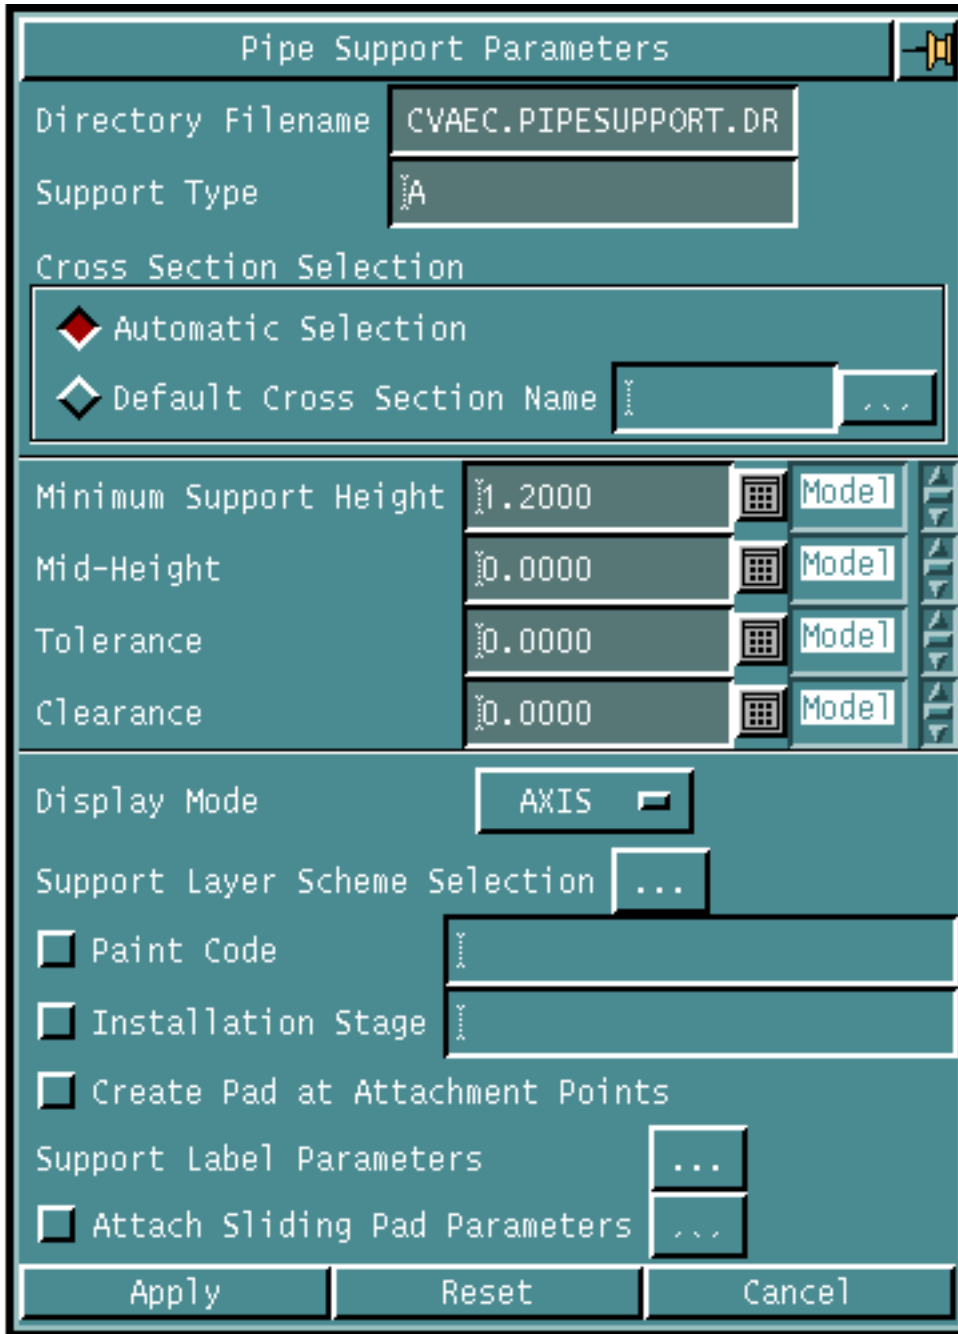 Pipe Support Parameters
Directory Filename CVAEC.PIPESUPPORT.DR
Support Type A
Cross Section Selection
Automatic Selection
Default Cross Section Name ...
Minimum Support Height 1.2000 Model
Mid-Height 0.0000 Model
Tolerance 0.0000 Model
Clearance 0.0000 Model
Display Mode AXIS
Support Layer Scheme Selection ...
Paint Code
Installation Stage
Create Pad at Attachment Points
Support Label Parameters ...
Attach Sliding Pad Parameters ...
Apply Reset Cancel